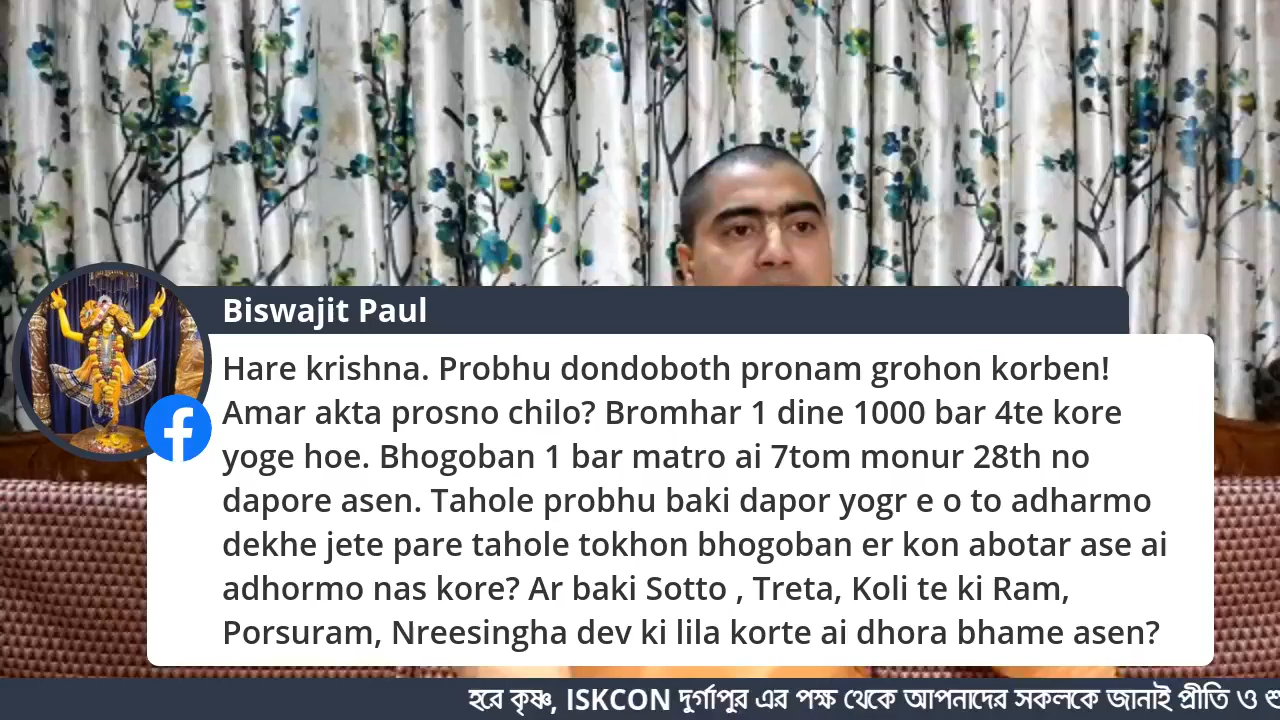 Biswajit Paul
Hare krishna. Probhu dondoboth pronam grohon korben!
Amar akta prosno chilo? Bromhar 1 dine 1000 bar 4te kore
yoge hoe. Bhogoban 1 bar matro ai 7tom monur 28th no
dapore asen. Tahole probhu baki dapor yogr e o to adharmo
dekhe jete pare tahole tokhon bhogoban er kon abotar ase ai
adhormo nas kore? Ar baki Sotto , Treta, Koli te ki Ram,
Porsuram, Nreesingha dev ki lila korte ai dhora bhame asen?
হরে কৃষ্ণ, ISKCON দুর্গাপুর এর পক্ষ থেকে আপনাদের সকলকে জানাই প্রীতি ও